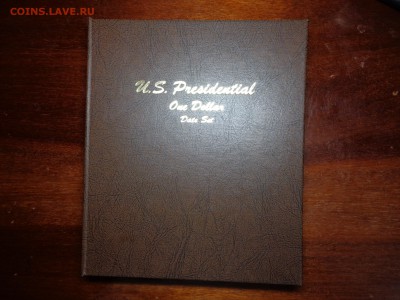 COINS.LAVE.RU
U.S. Presidential
One Dollar
Date Set